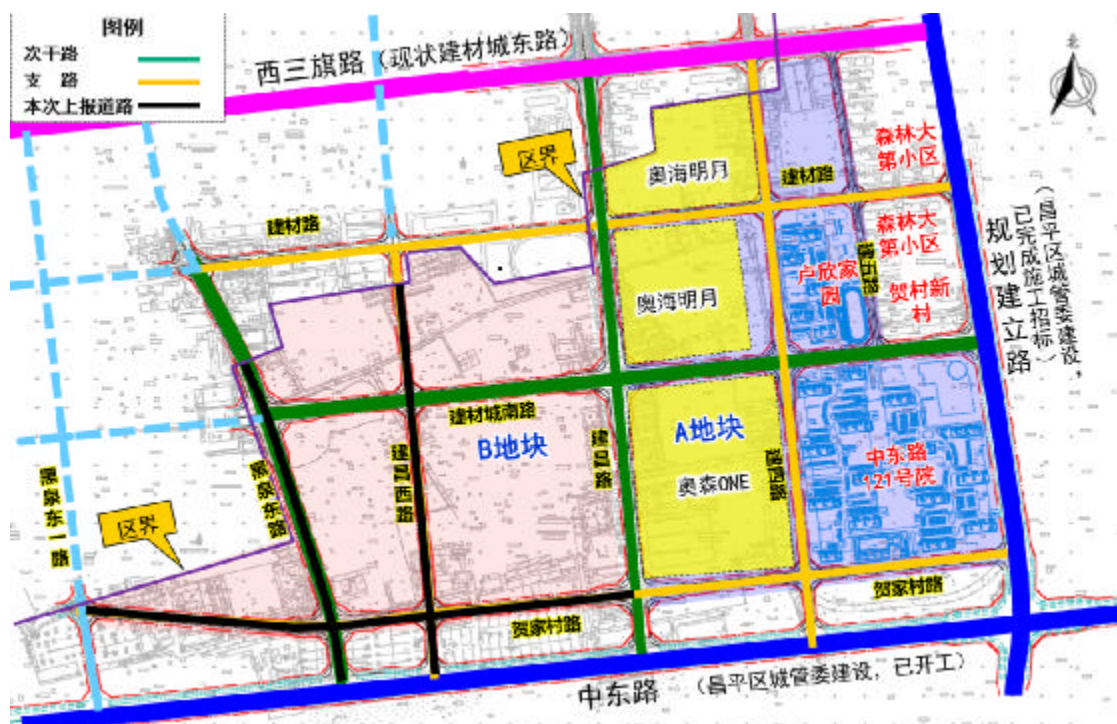 图例
次干路
支 路
本次上报道路
西三旗路（现状建材城东路）
北
区界
奥海明月
建材路
森林大
第小区
建材路
奥海明月
卢欣家
园
森林大
第小区
贺村新
村
规划建立路
（昌平区城管委建设，
已完成施工招标）
建材城南路
B地块
A地块
奥森ONE
中东路
121号院
黑泉东一路
黑泉东路
西路
区界
贺家村路
贺家村路
中东路
（昌平区城管委建设，已开工）